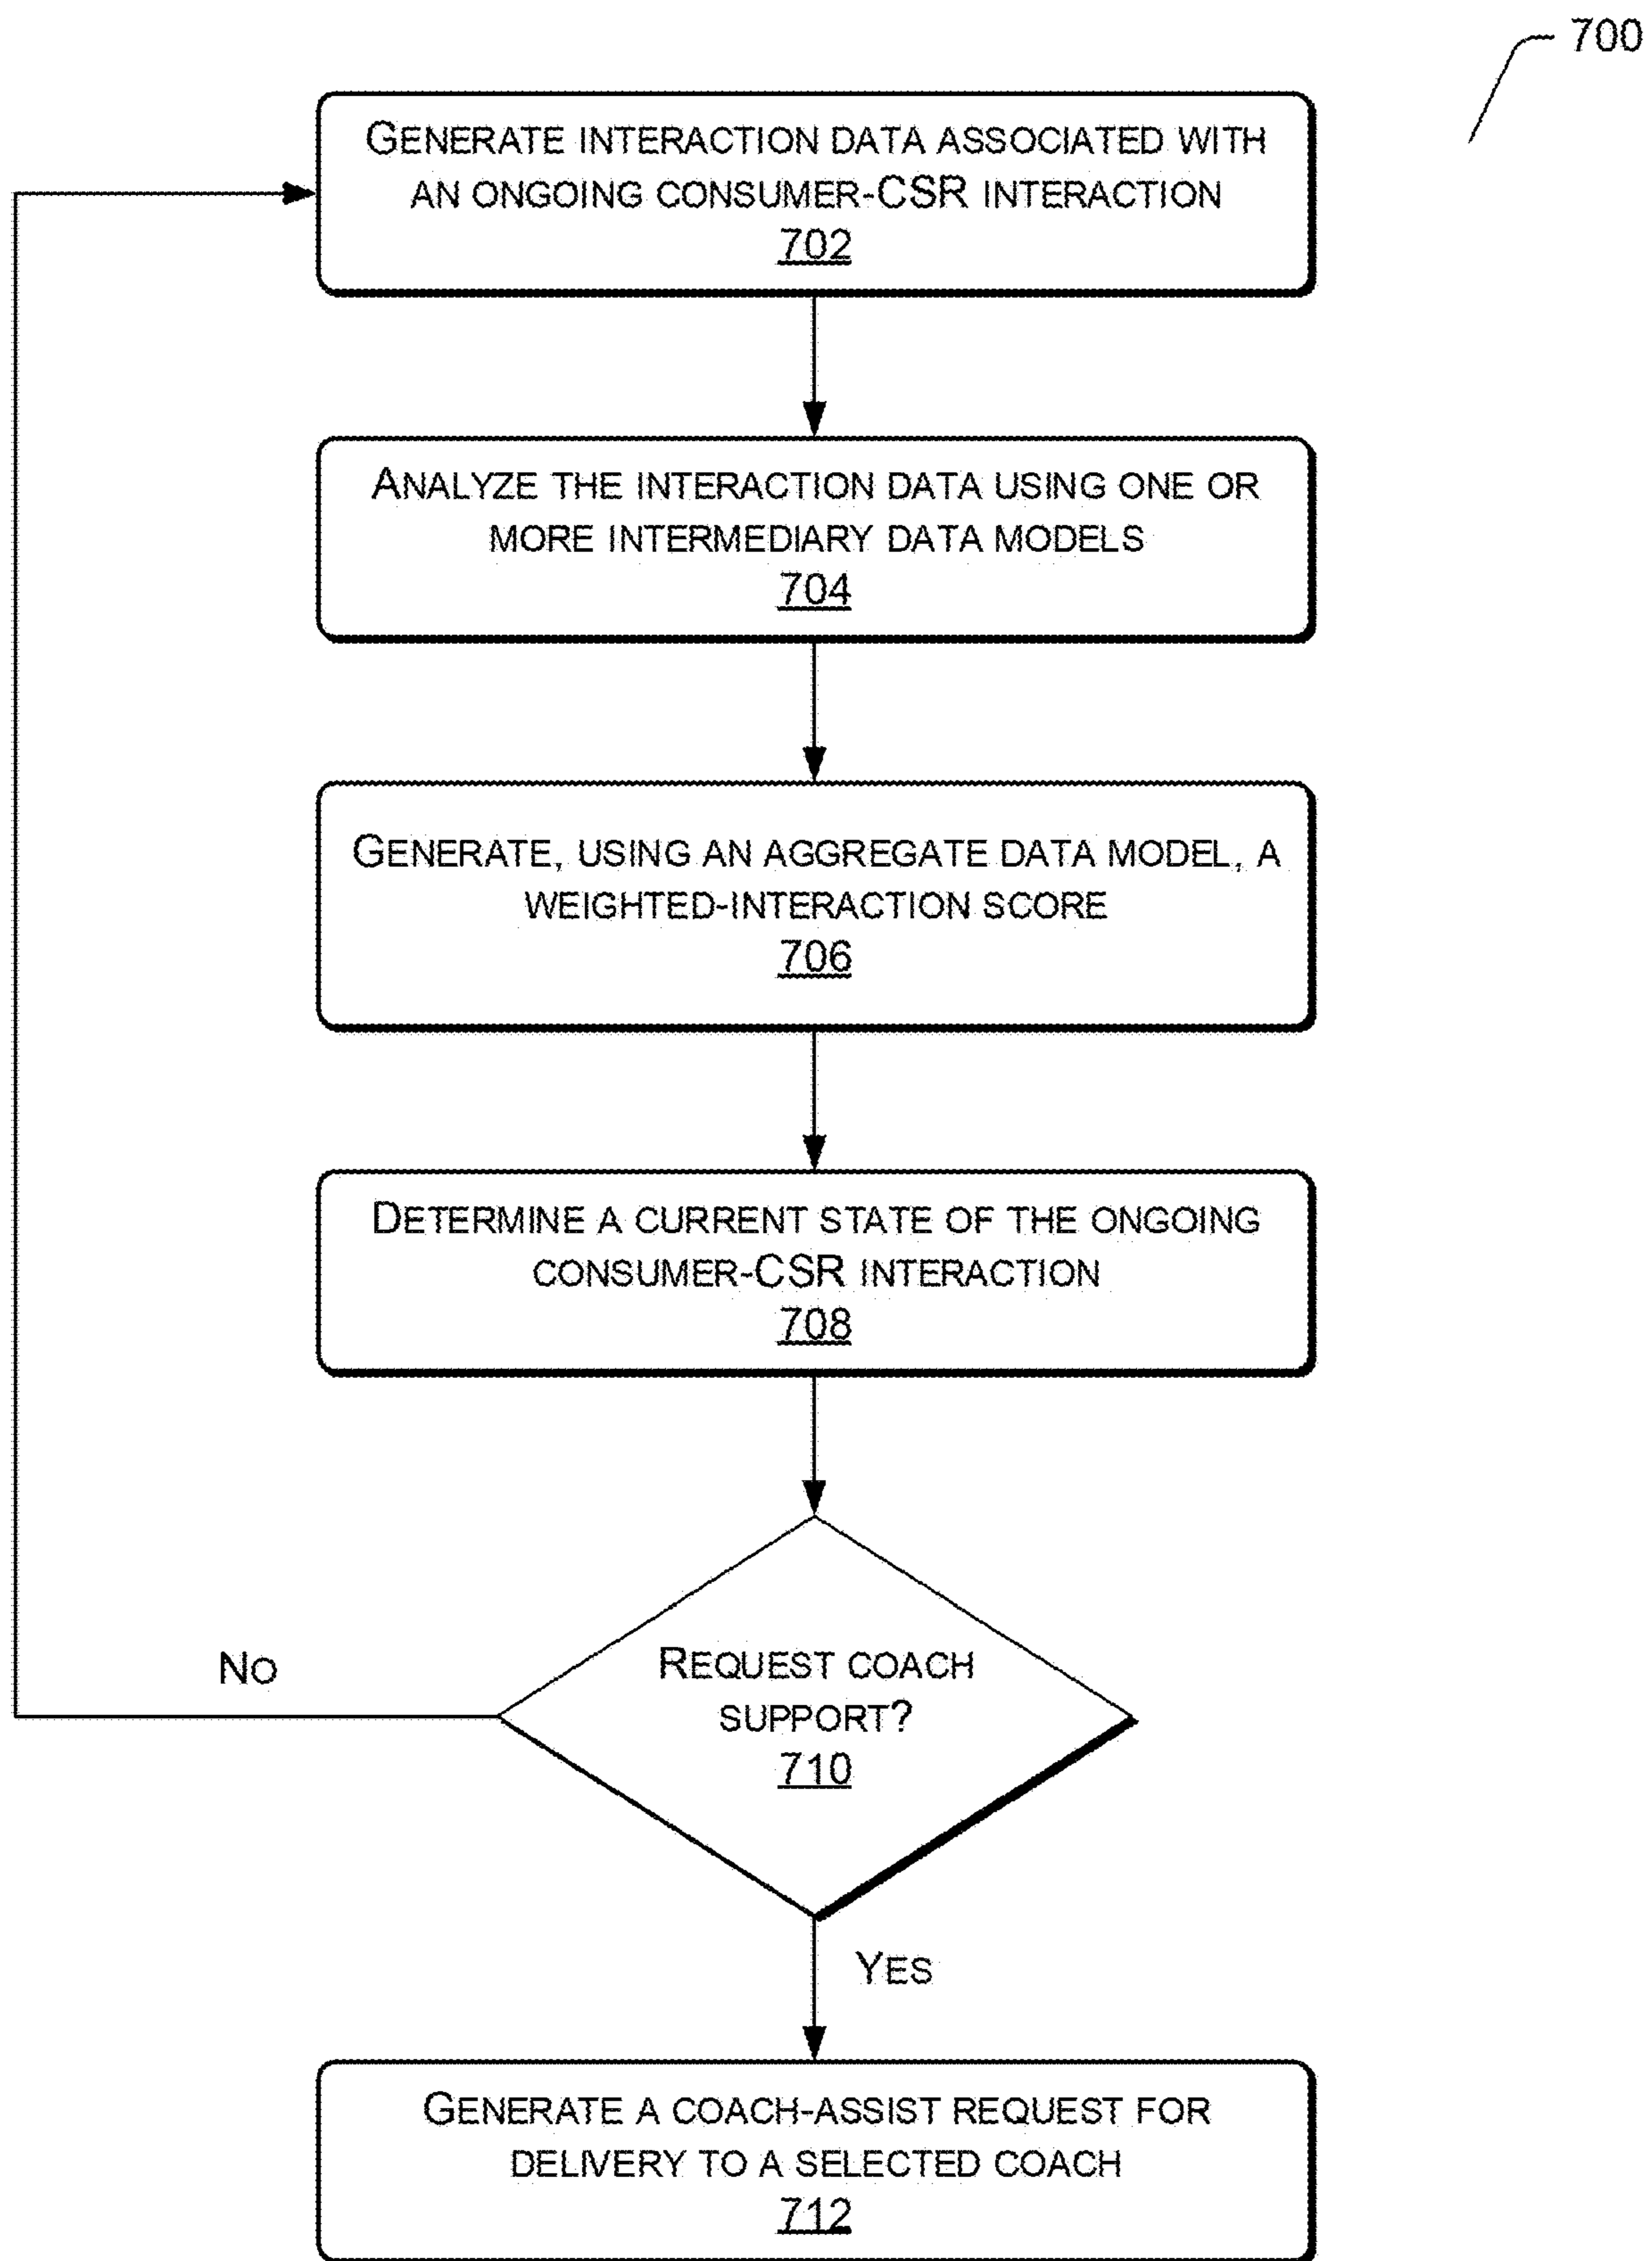 700
GENERATE INTERACTION DATA ASSOCIATED WITH
AN ONGOING CONSUMER-CSR INTERACTION
702
ANALYZE THE INTERACTION DATA USING ONE OR
MORE INTERMEDIARY DATA MODELS
704
GENERATE, USING AN AGGREGATE DATA MODEL, A
WEIGHTED-INTERACTION SCORE
706
DETERMINE A CURRENT STATE OF THE ONGOING
CONSUMER-CSR INTERACTION
708
NO
REQUEST COACH
SUPPORT?
710
YES
GENERATE A COACH-ASSIST REQUEST FOR
DELIVERY TO A SELECTED COACH
712